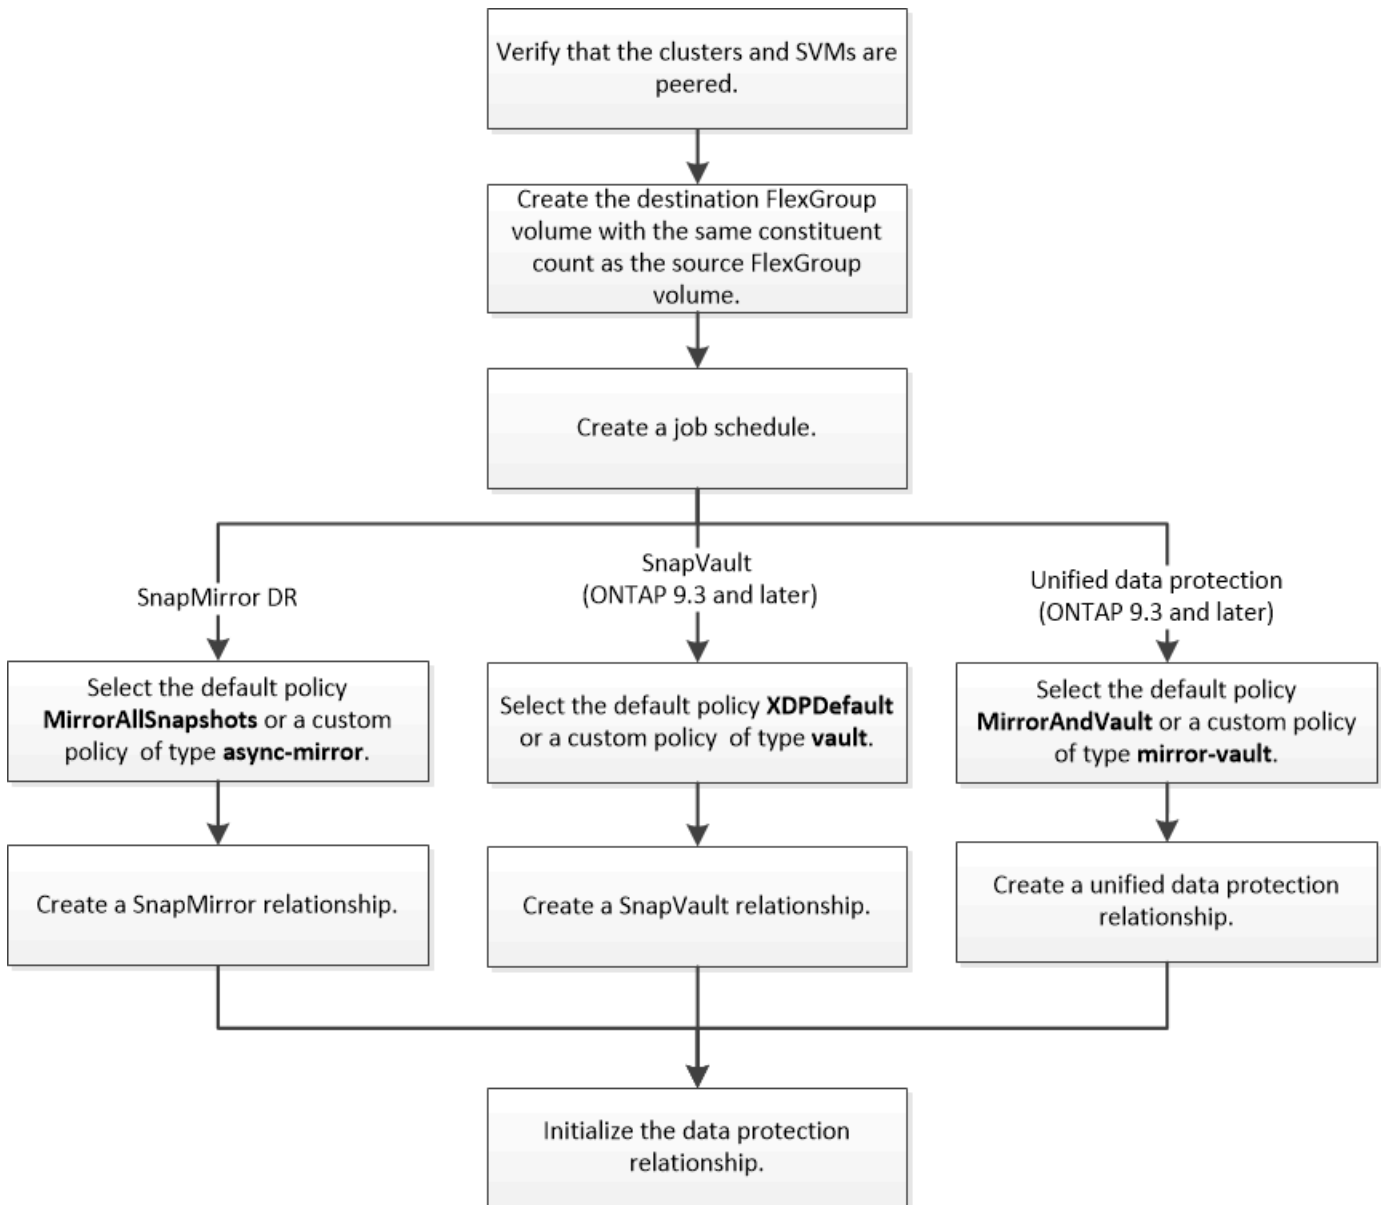 Verify that the clusters and SVMs are
peered.
Create the destination FlexGroup
volume with the same constituent
count as the source FlexGroup
volume.
Create a job schedule.
SnapMirror DR
SnapVault
(ONTAP 9.3 and later)
Unified data protection
(ONTAP 9.3 and later)
Select the default policy
MirrorAllSnapshots or a custom
policy of type async-mirror.
Select the default policy XDPDefault
or a custom policy of type vault.
Select the default policy
MirrorAndVault or a custom policy
of type mirror-vault.
Create a SnapMirror relationship.
Create a SnapVault relationship.
Create a unified data protection
relationship.
Initialize the data protection
relationship.